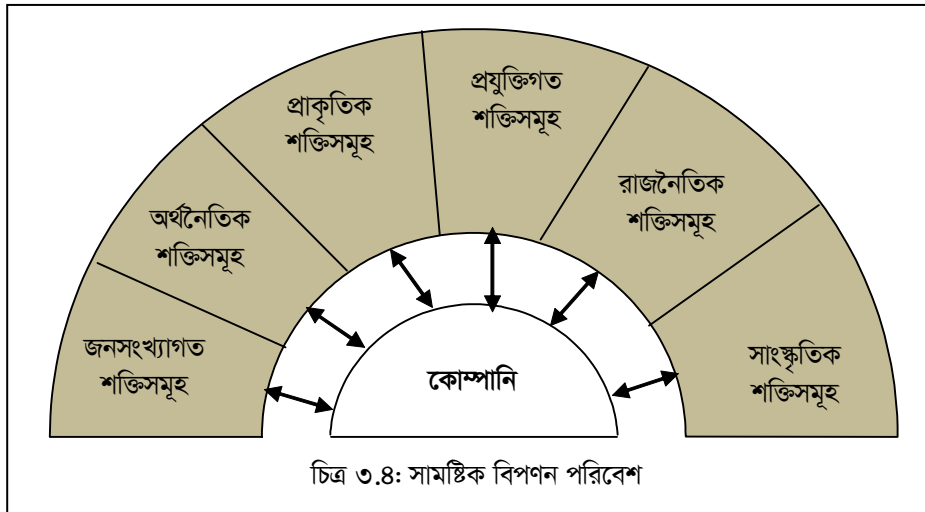 জনসংখ্যাগত
শক্তিসমূহ
অর্থনৈতিক
শক্তিসমূহ
প্রাকৃতিক
শক্তিসমূহ
প্রযুক্তিগত
শক্তিসমূহ
রাজনৈতিক
শক্তিসমূহ
সাংস্কৃতিক
শক্তিসমূহ
কোম্পানি
চিত্র ৩.৪: সামষ্টিক বিপণন পরিবেশ